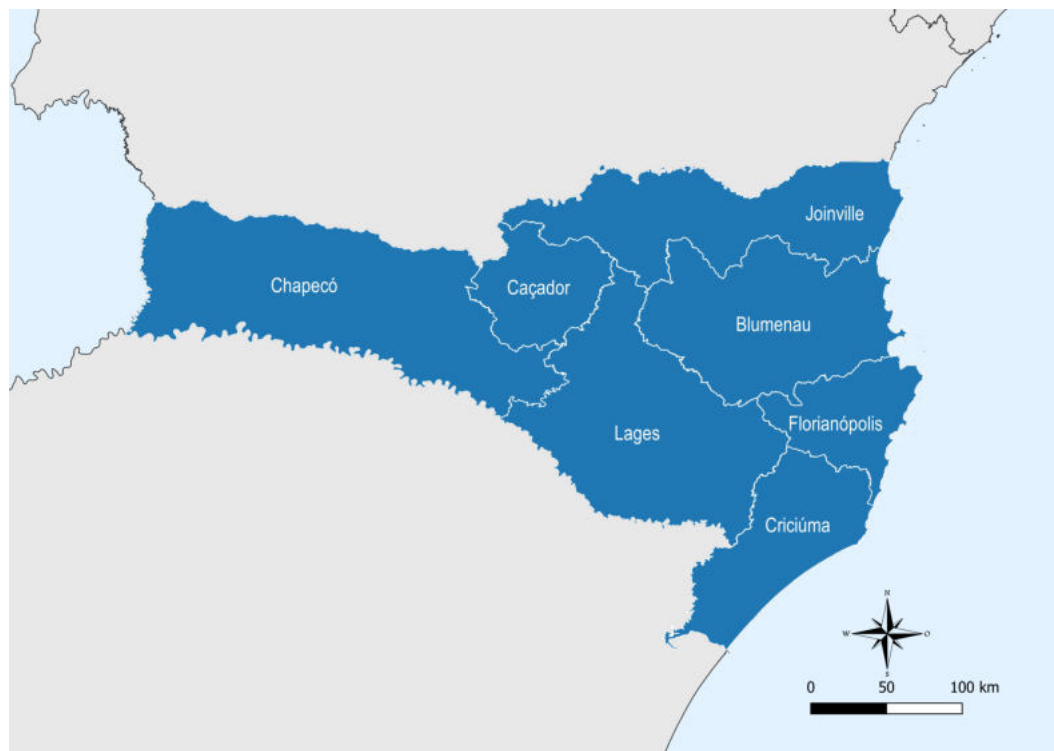 Joinville
Chapecó
Caçador
Blumenau
Florianópolis
Lages
Criciúma
N
W
O
S
0 50 100 km